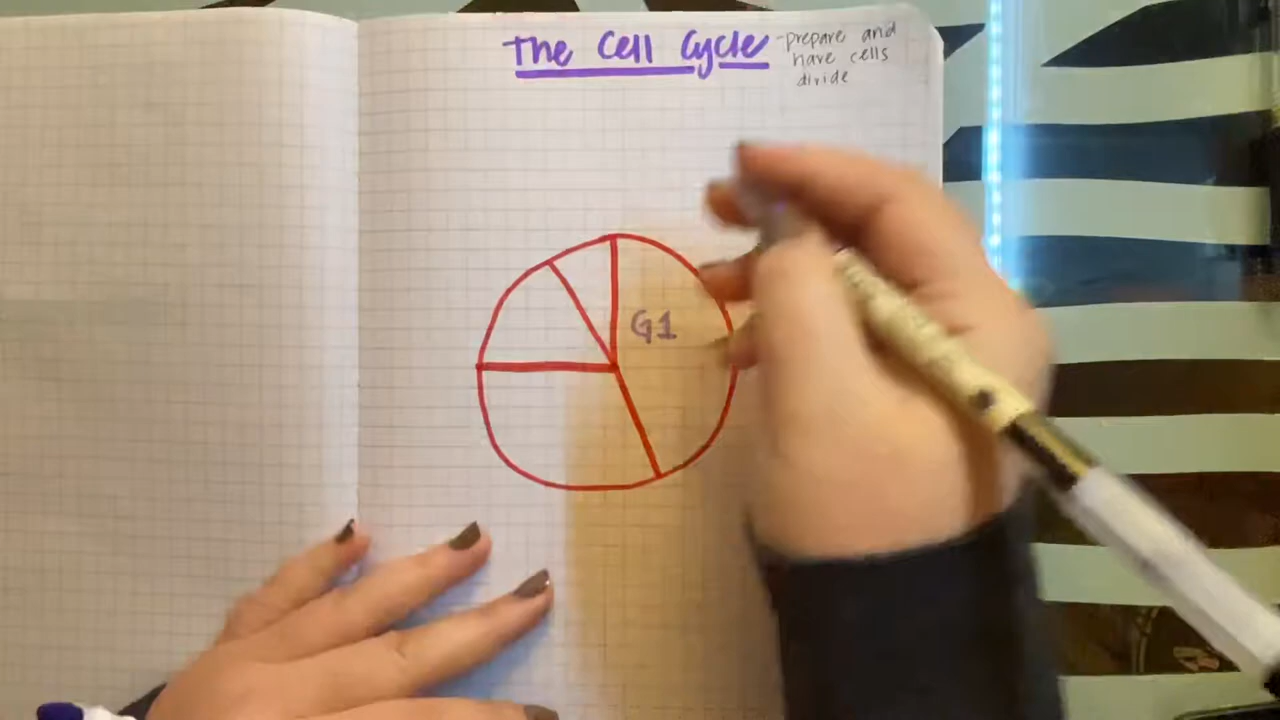 The Cell Cycle
-prepare and
have cells
divide
G1